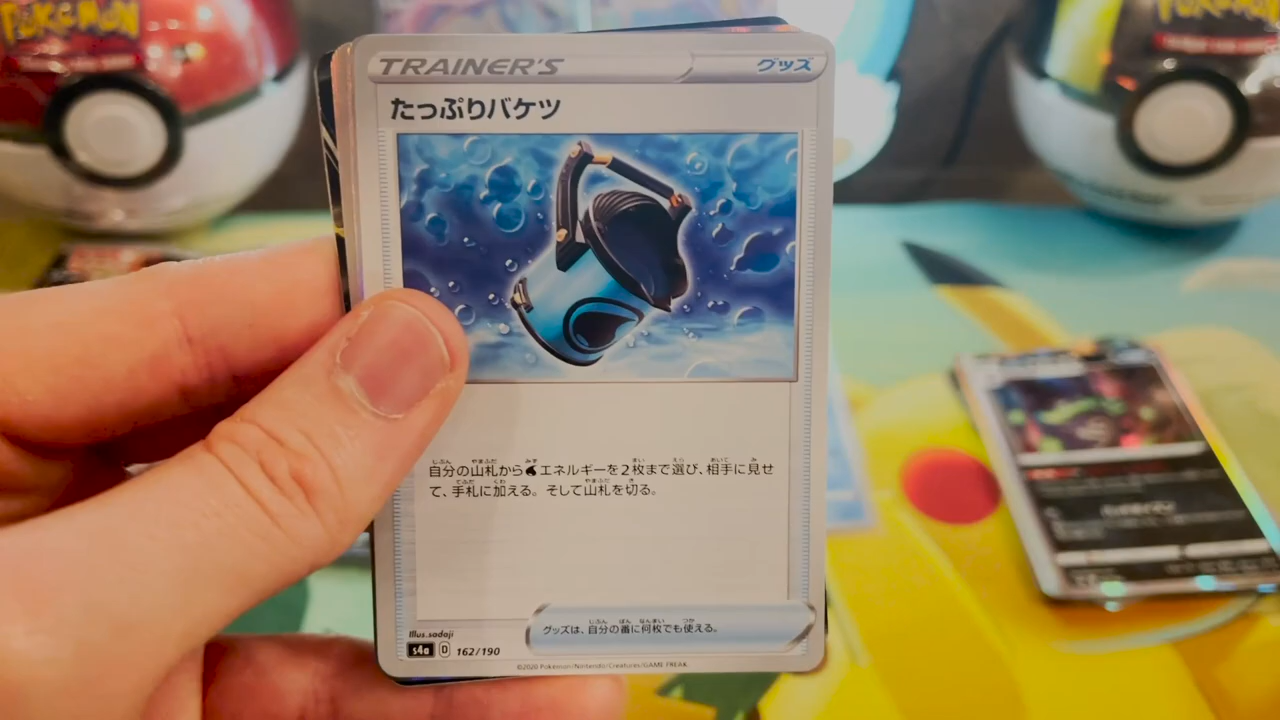 POKÉMON
POKÉMON
TRAINER'S
グッズ
たっぷりバケツ
自分の山札からエネルギーを2枚まで選び、相手に見せ
て、手札に加える。そして山札を切る。
グッズは、自分の番に何枚でも使える。
Illus.sadaji
s4a D 162/190
©2020 Pokémon/Nintendo/Creatures/GAME FREAK.